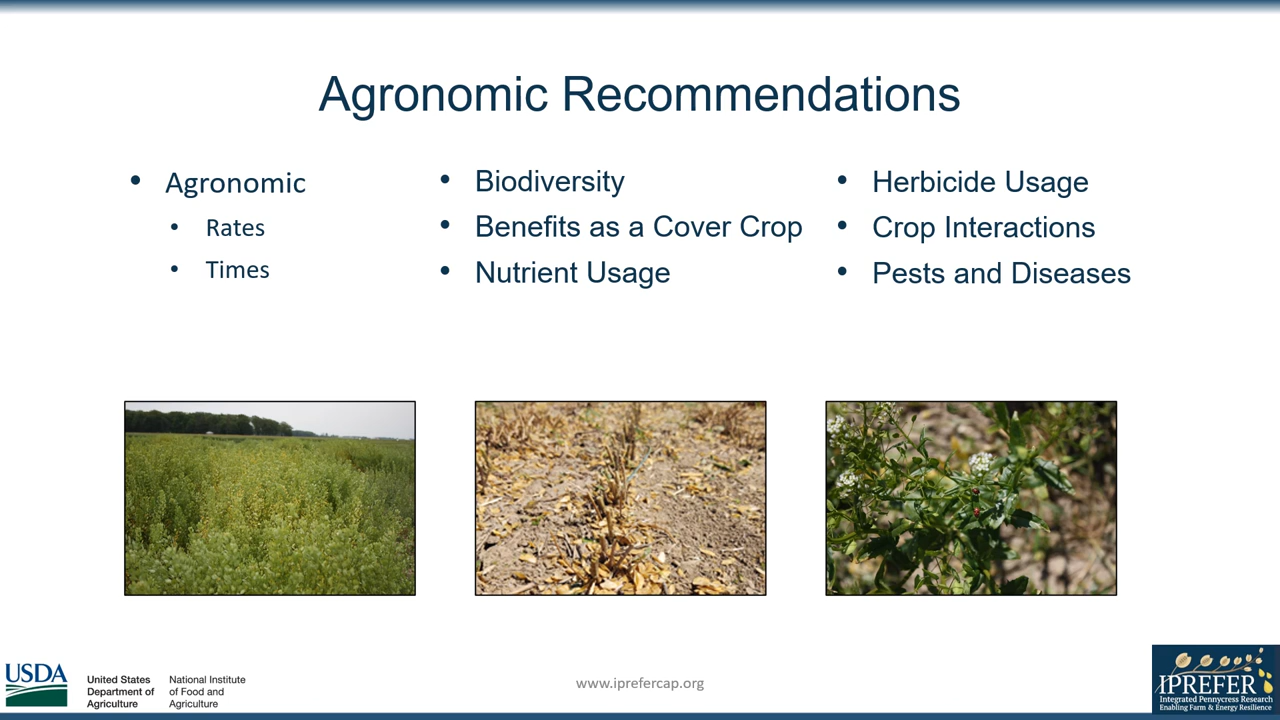 Agronomic Recommendations
Agronomic
Rates
Times
Biodiversity
Benefits as a Cover Crop
Nutrient Usage
Herbicide Usage
Crop Interactions
Pests and Diseases
USDA
United States
Department of
Agriculture
National Institute
of Food and
Agriculture
www.iprefercap.org
IPREFER
Integrated Pennycress Research
Enabling Farm & Energy Resilience